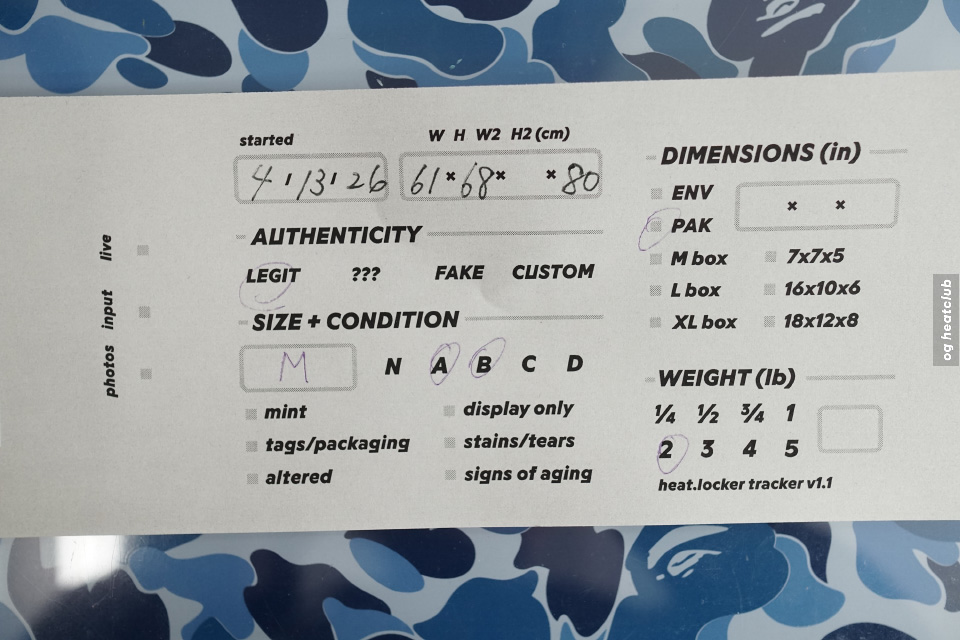 started
4/13/26
W H W2 H2 (cm)
61 × 68 × × 80
AUTHENTICITY
LEGIT ??? FAKE CUSTOM
SIZE + CONDITION
M N A B C D
mint
tags/packaging
altered
display only
stains/tears
signs of aging
DIMENSIONS (in)
ENV × ×
PAK
M box 7x7x5
L box 16x10x6
XL box 18x12x8
WEIGHT (lb)
¼ ½ ¾ 1
2 3 4 5
heat.locker tracker v1.1
photos input live
og heatclub